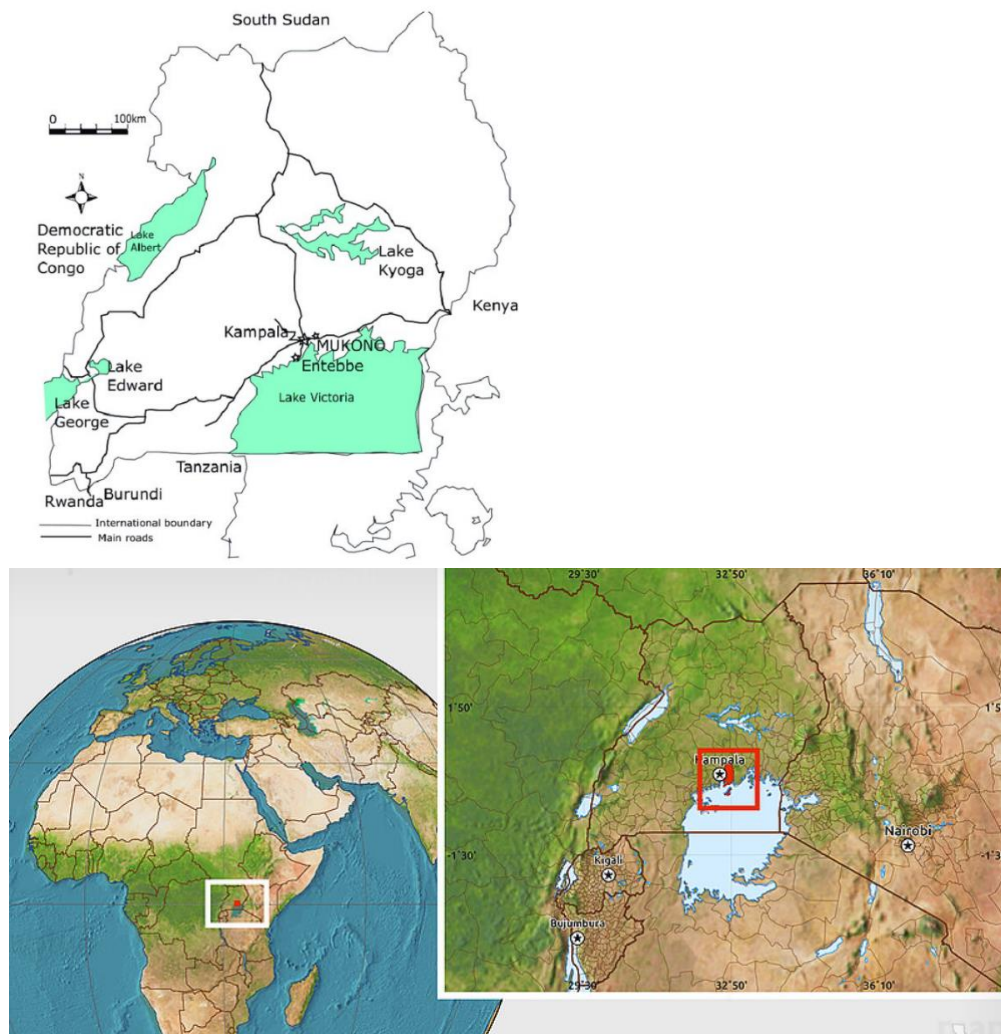 South Sudan
0 100km
Democratic
Republic of
Congo
Lake
Albert
Lake
Kyoga
Kenya
Kampala
MUKONO
Entebbe
Lake
Edward
Lake Victoria
Lake
George
Tanzania
Rwanda
Burundi
International boundary
Main roads
29°30' 32°50' 36°10'
1°50' 1°5
Kampala
-1°30' -1°3
Nairobi
Kigali
Bujumbura
29°30' 32°50' 36°10'